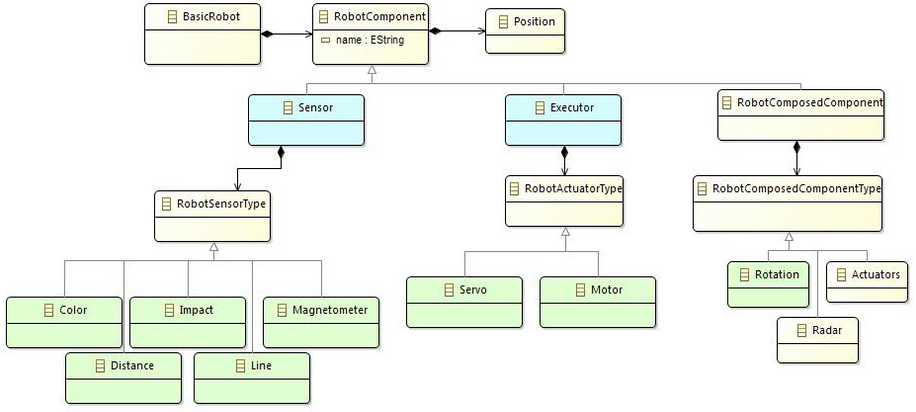 BasicRobot
RobotComponent
name : EString
Position
Sensor
Executor
RobotComposedComponent
RobotSensorType
RobotActuatorType
RobotComposedComponentType
Color
Impact
Magnetometer
Distance
Line
Servo
Motor
Rotation
Actuators
Radar